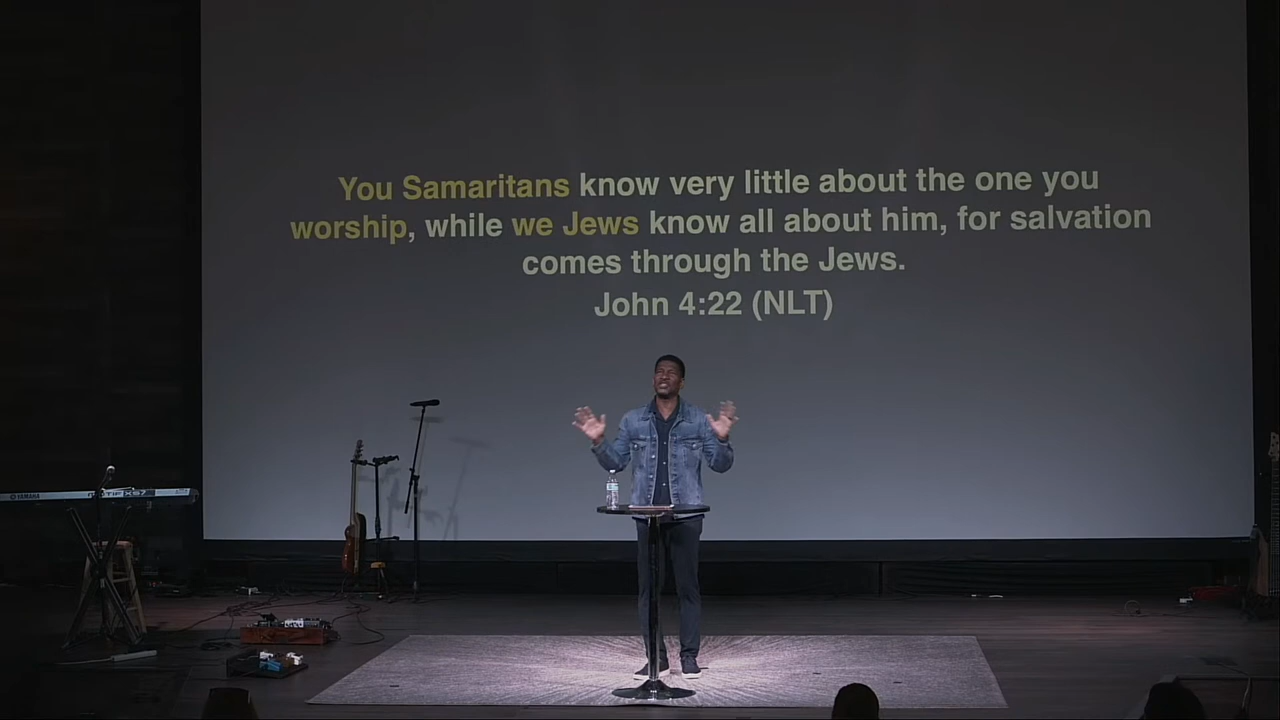 You Samaritans know very little about the one you
worship, while we Jews know all about him, for salvation
comes through the Jews.
John 4:22 (NLT)
YAMAHA